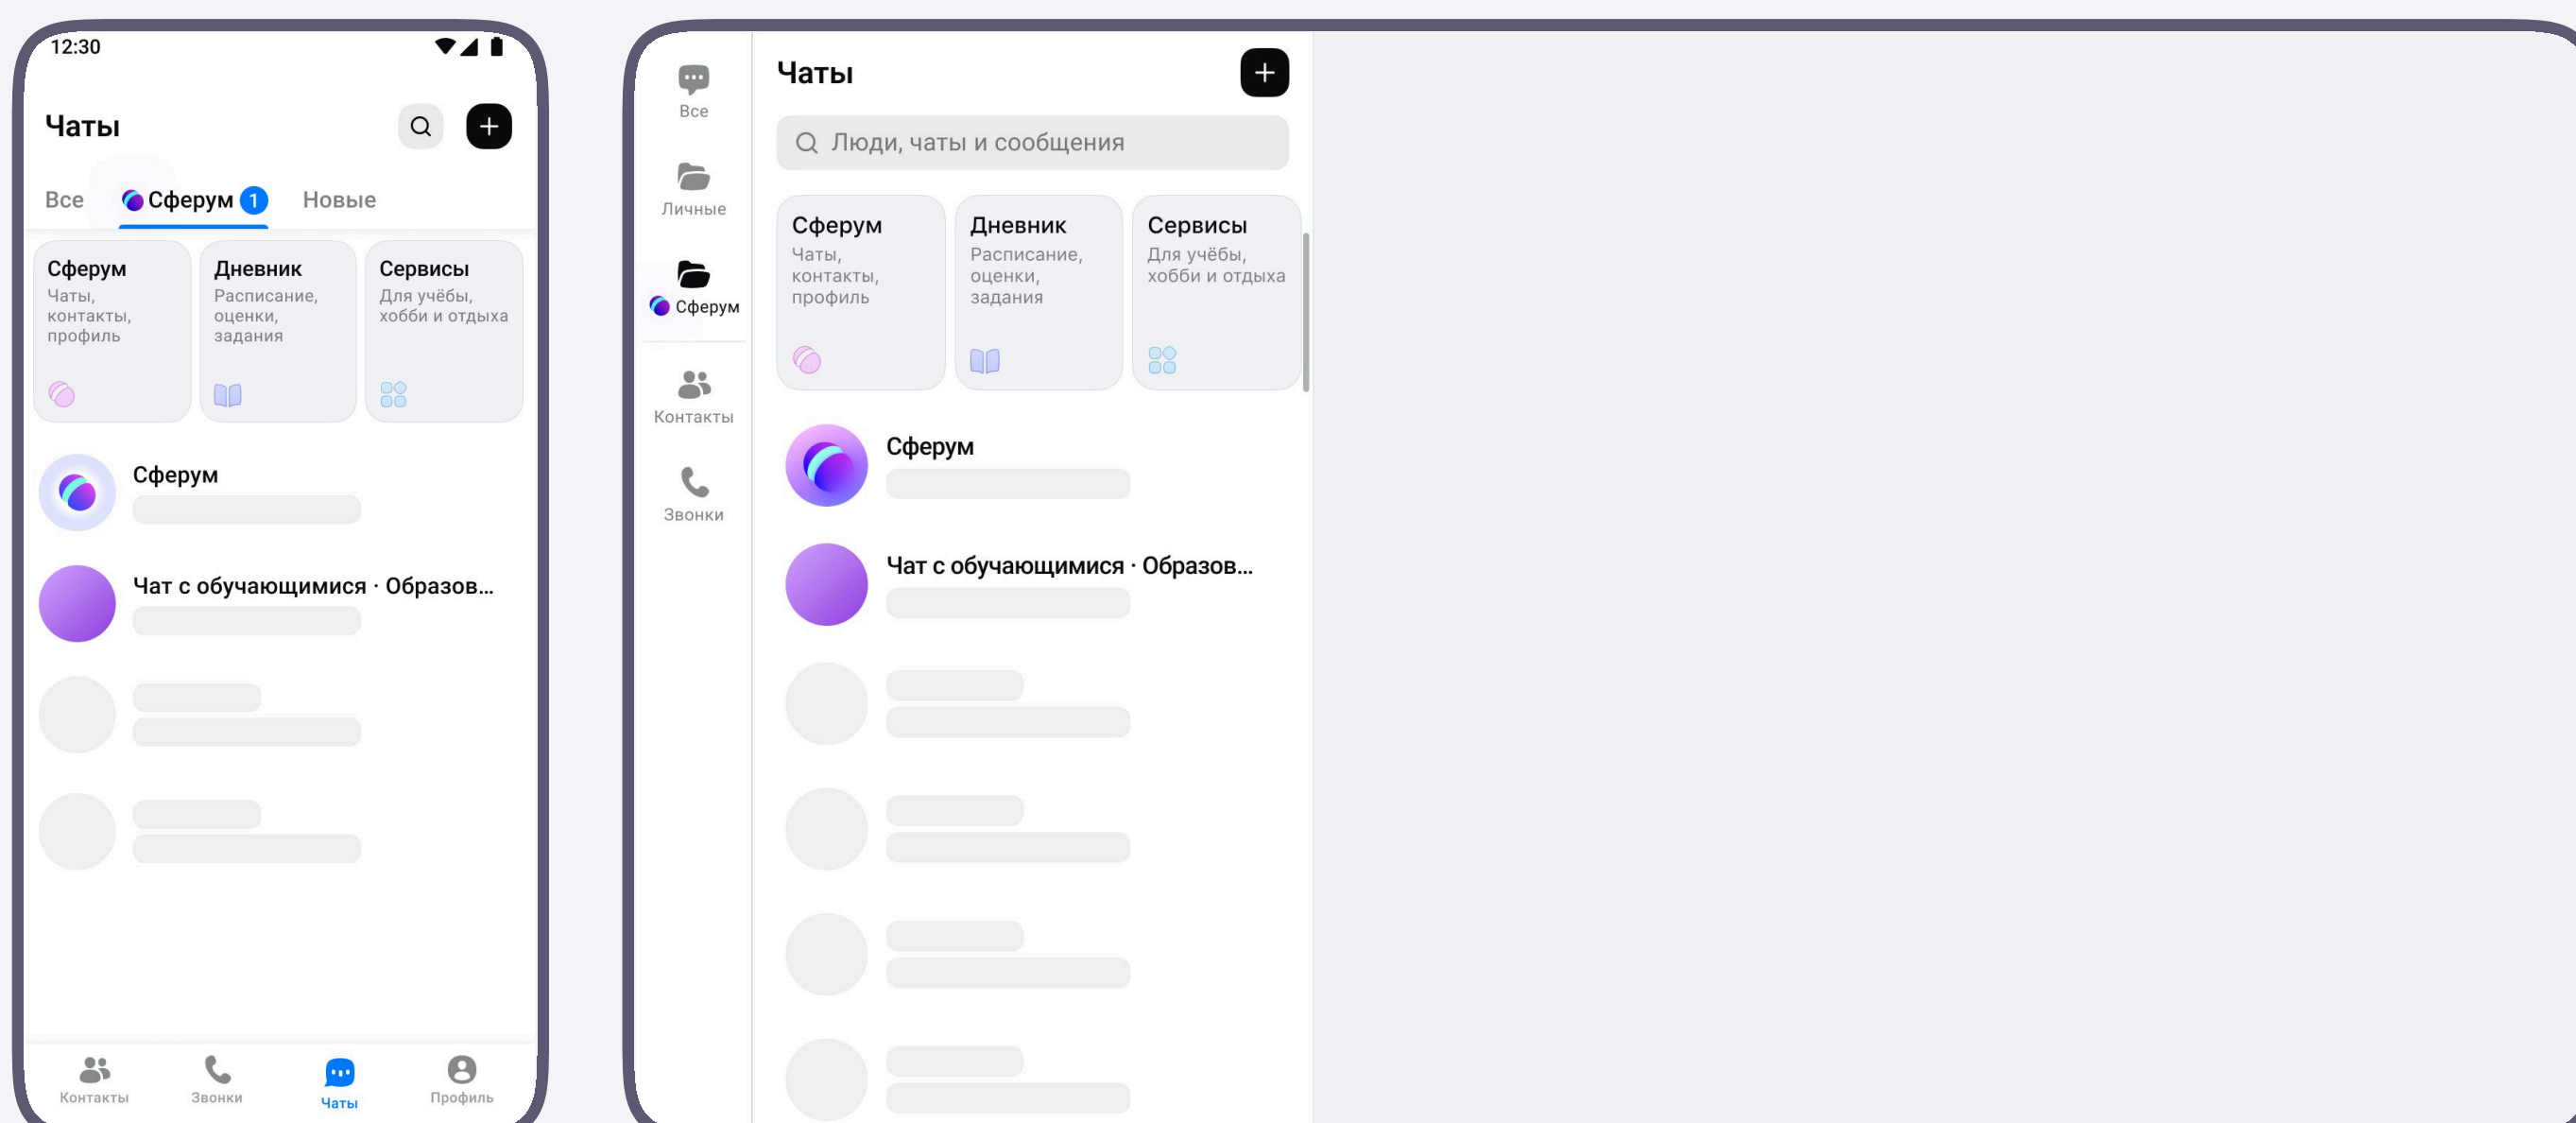 12:30
Чаты
Все
Сферум 1
Новые
Сферум
Чаты,
контакты,
профиль
Дневник
Расписание,
оценки,
задания
Сервисы
Для учёбы,
хобби и отдыха
Сферум
Чат с обучающимися · Образов...
Контакты
Звонки
Чаты
Профиль
Все
Личные
Сферум
Контакты
Звонки
Чаты
Люди, чаты и сообщения
Сферум
Чаты,
контакты,
профиль
Дневник
Расписание,
оценки,
задания
Сервисы
Для учёбы,
хобби и отдыха
Сферум
Чат с обучающимися · Образов...